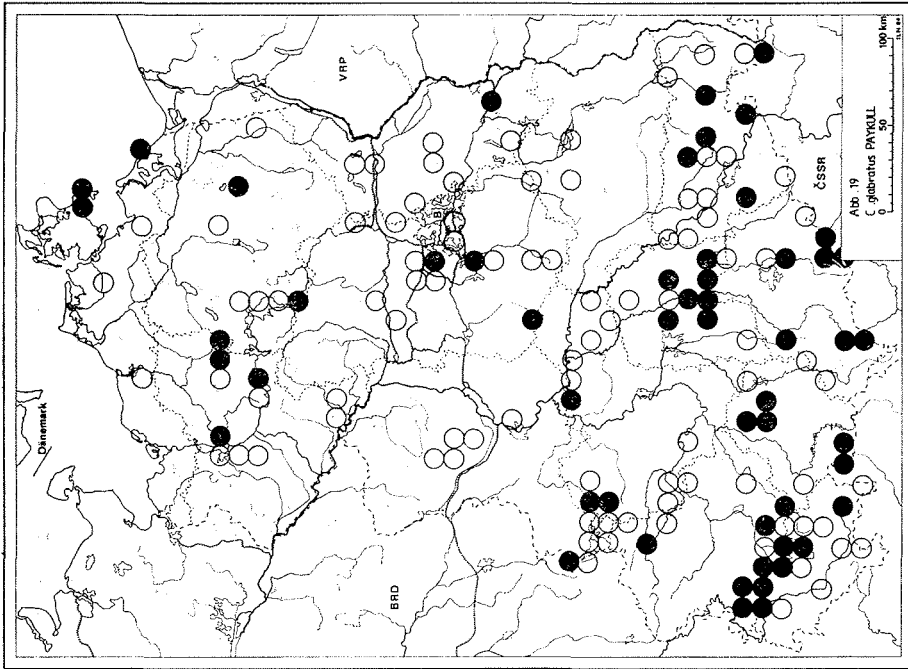 Dänemark
VRP
BRD
B
ČSSR
Abb. 19
C. glabratus PAYKULL
0 50 100 km